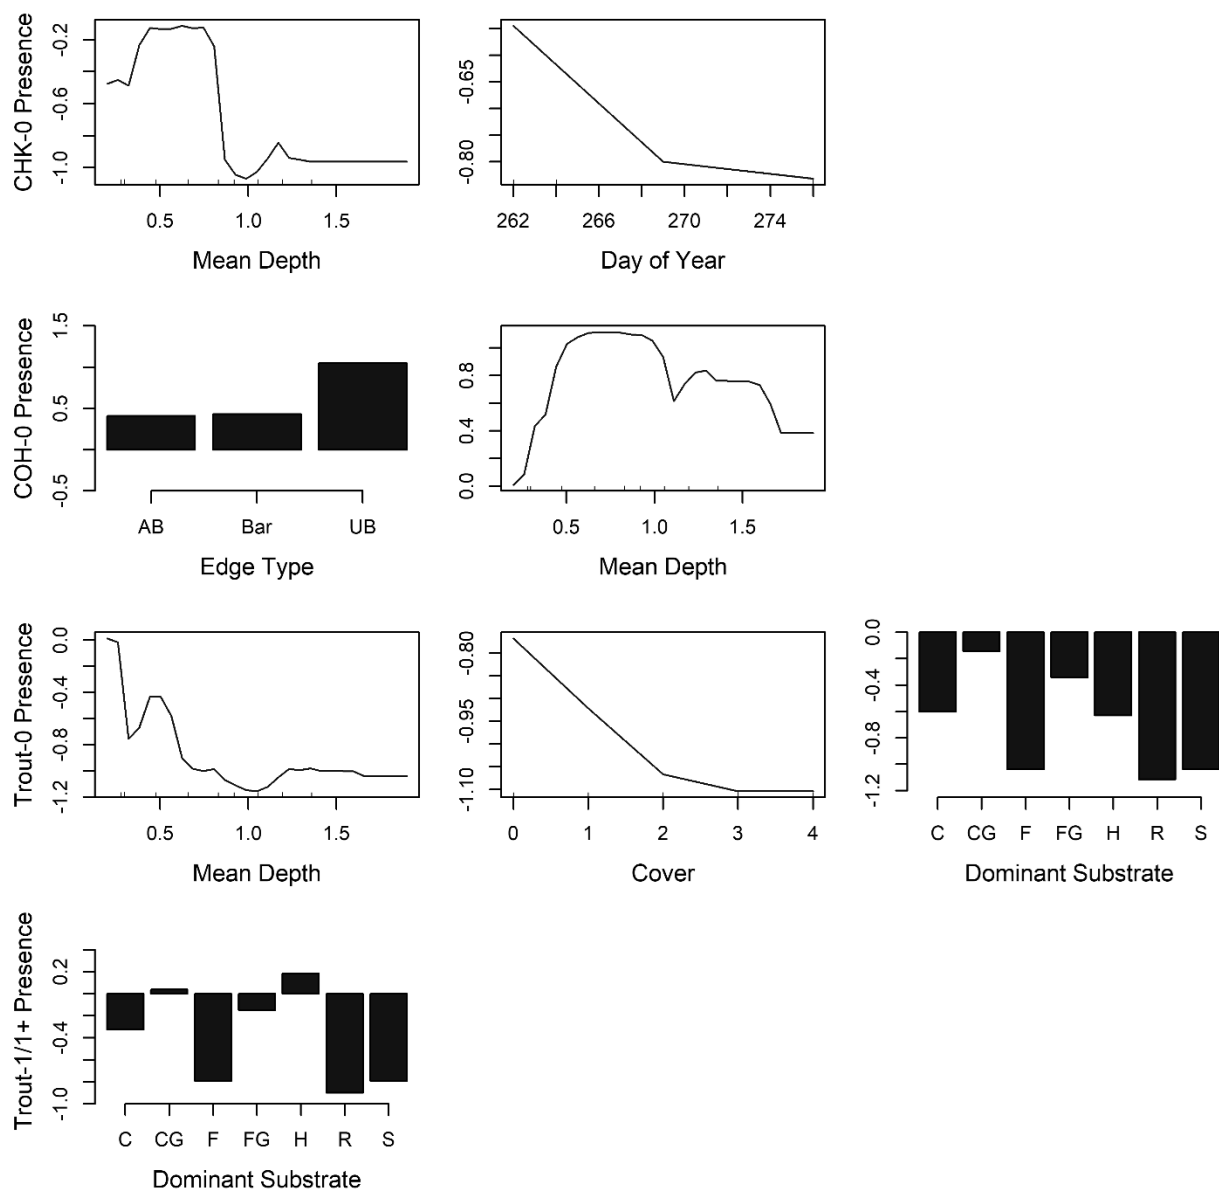 CHK-0 Presence
-0.2
-0.6
-1.0
0.5 1.0 1.5
Mean Depth
-0.65
-0.80
262 266 270 274
Day of Year
COH-0 Presence
1.5
0.5
-0.5
AB Bar UB
Edge Type
0.8
0.4
0.0
0.5 1.0 1.5
Mean Depth
Trout-0 Presence
0.0
-0.4
-0.8
-1.2
0.5 1.0 1.5
Mean Depth
-0.80
-0.95
-1.10
0 1 2 3 4
Cover
0.0
-0.4
-0.8
-1.2
C CG F FG H R S
Dominant Substrate
Trout-1/1+ Presence
0.2
-0.4
-1.0
C CG F FG H R S
Dominant Substrate